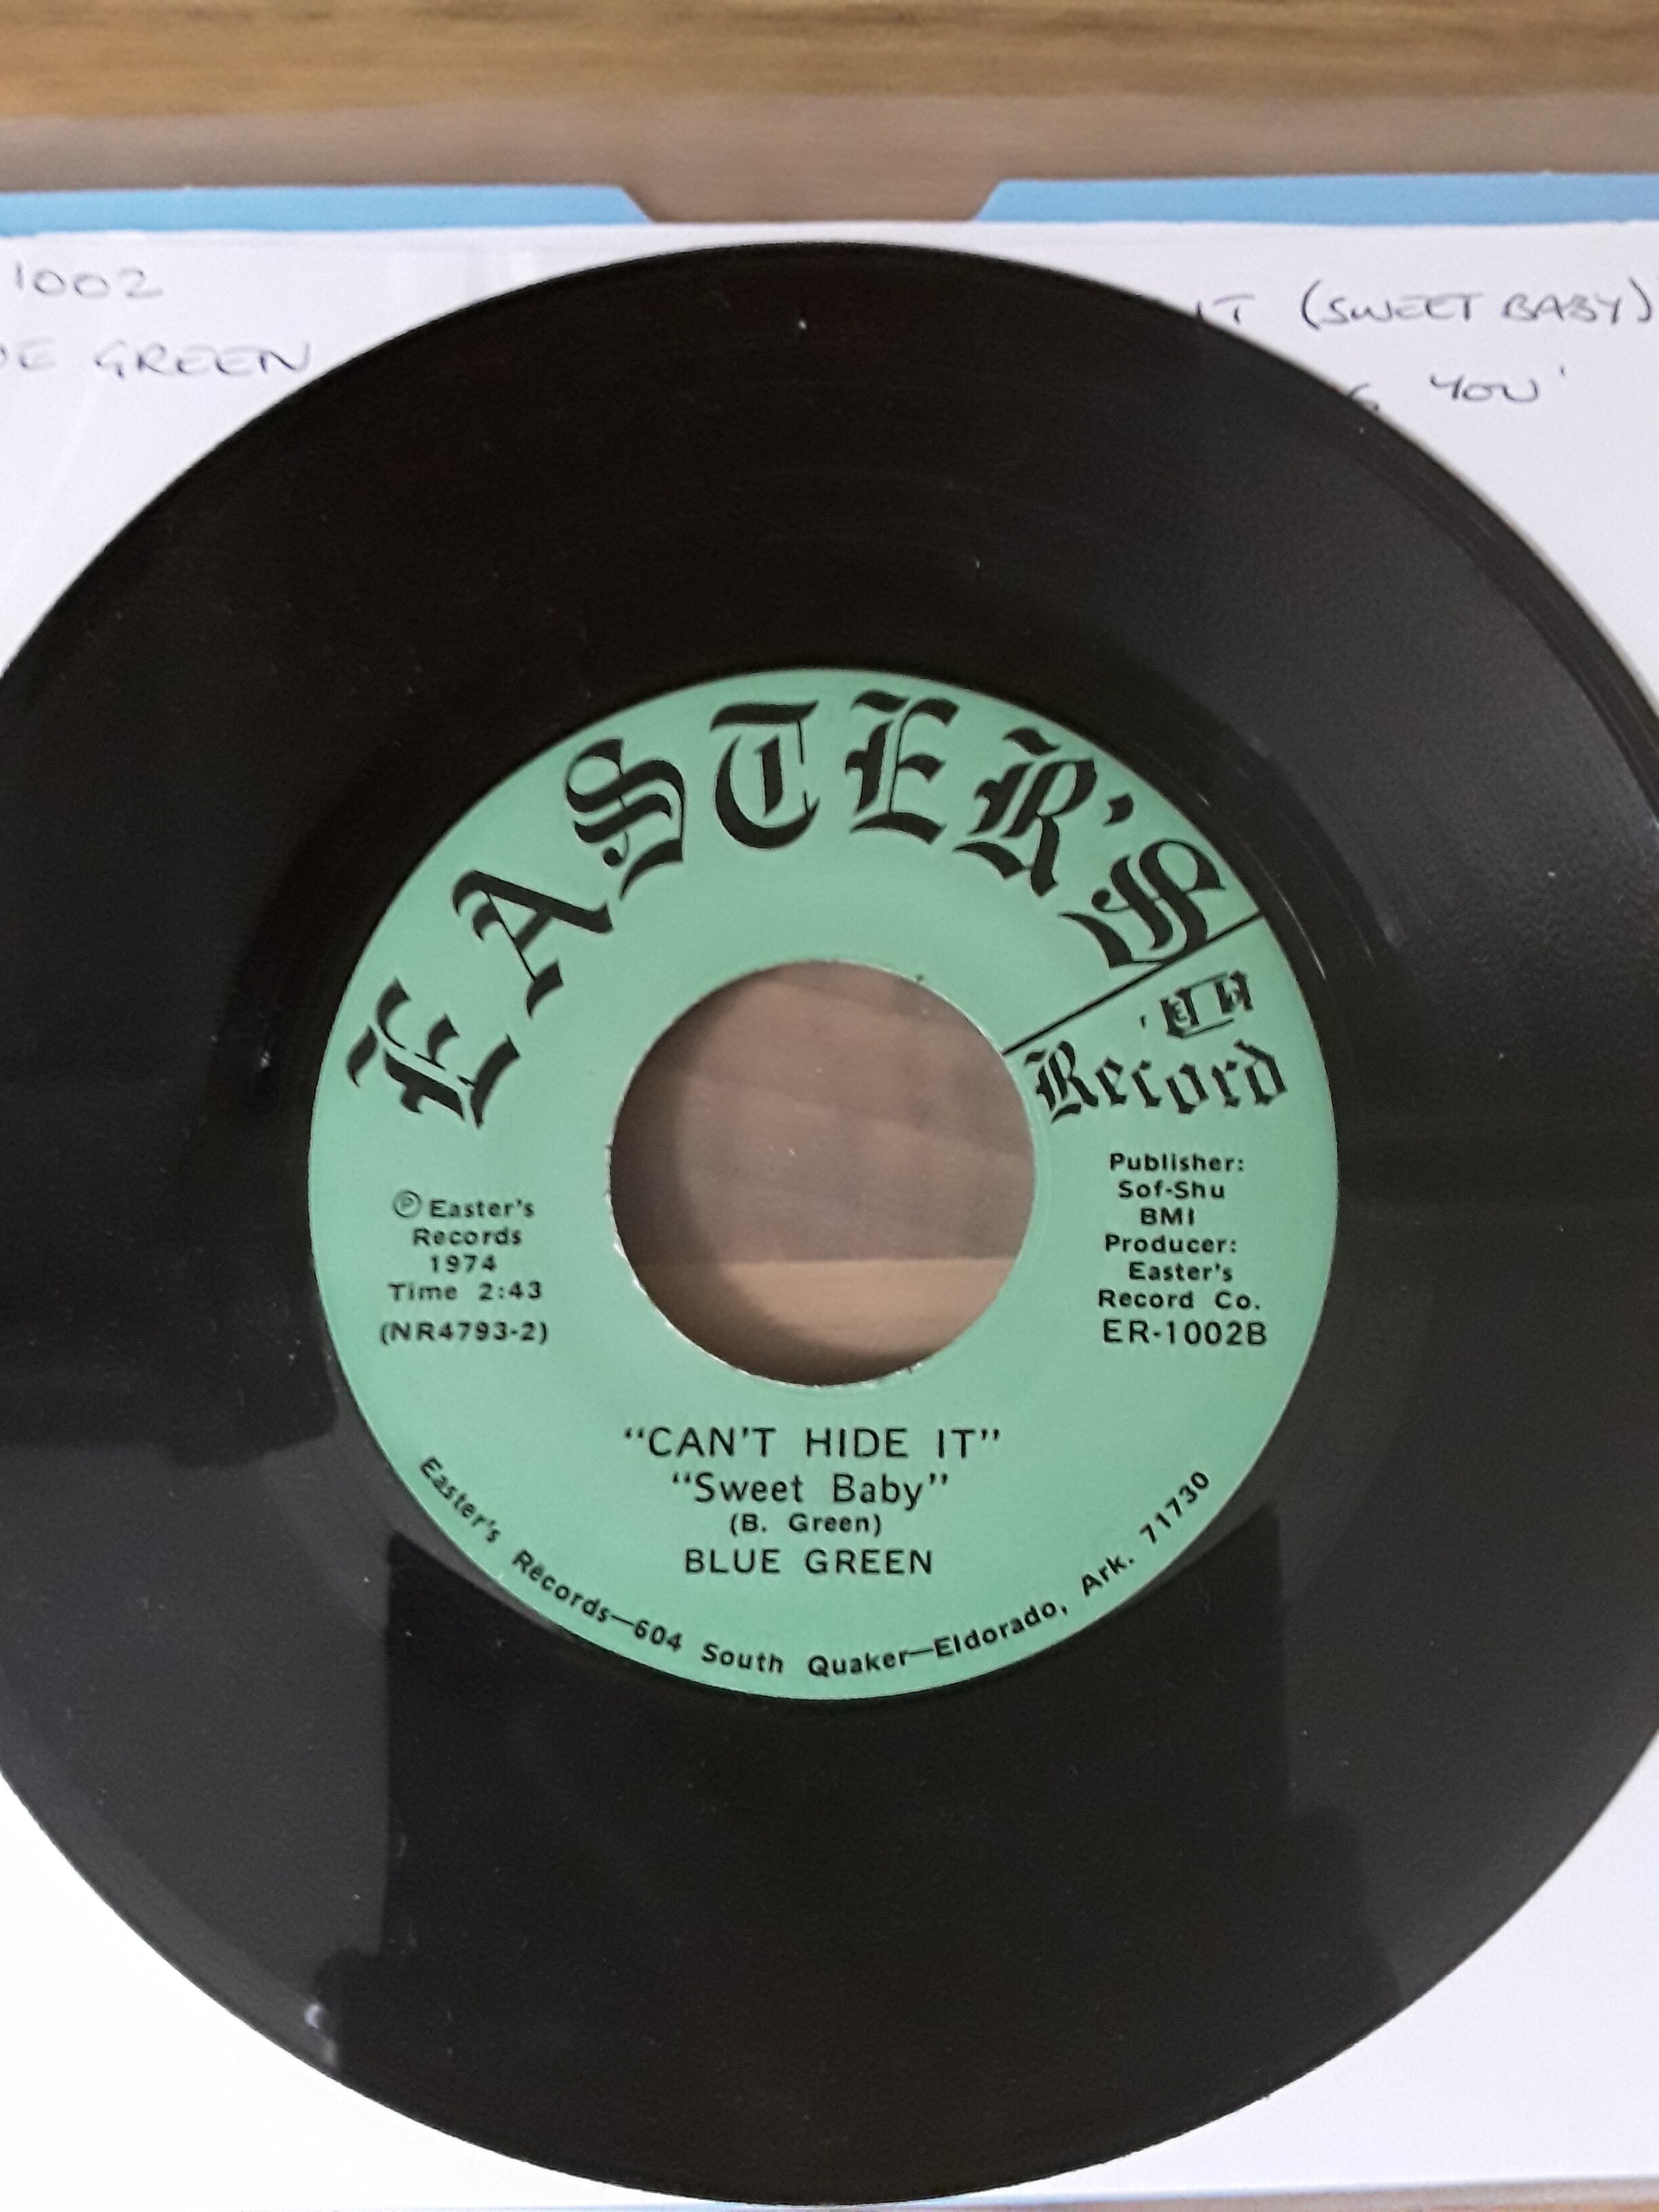 1002
GREEN
IT (SWEET BABY)
YOU'
EASTER'S
Record
Ⓟ Easter's
Records
1974
Time 2:43
(NR4793-2)
Publisher:
Sof-Shu
BMI
Producer:
Easter's
Record Co.
ER-1002B
"CAN'T HIDE IT"
"Sweet Baby"
(B. Green)
BLUE GREEN
Easter's Records—604 South Quaker—Eldorado, Ark. 71730